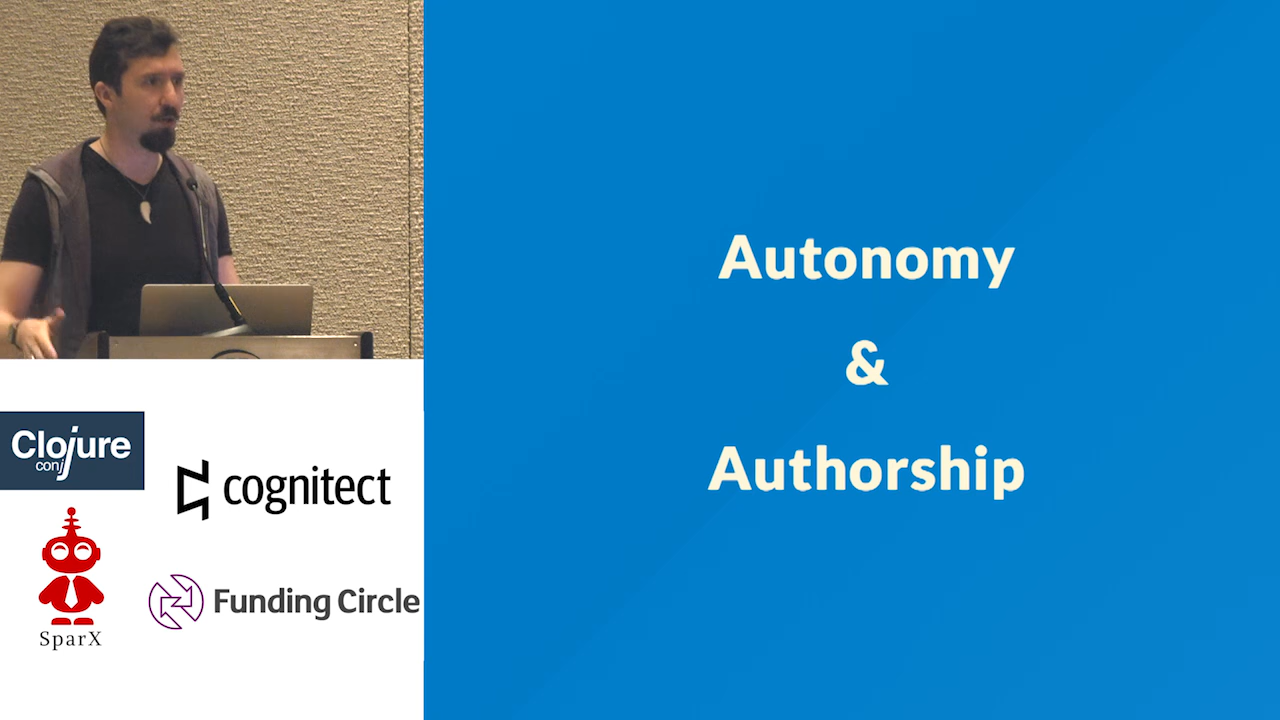 Autonomy
&
Authorship
Clojure
conj
cognitect
SparX
Funding Circle